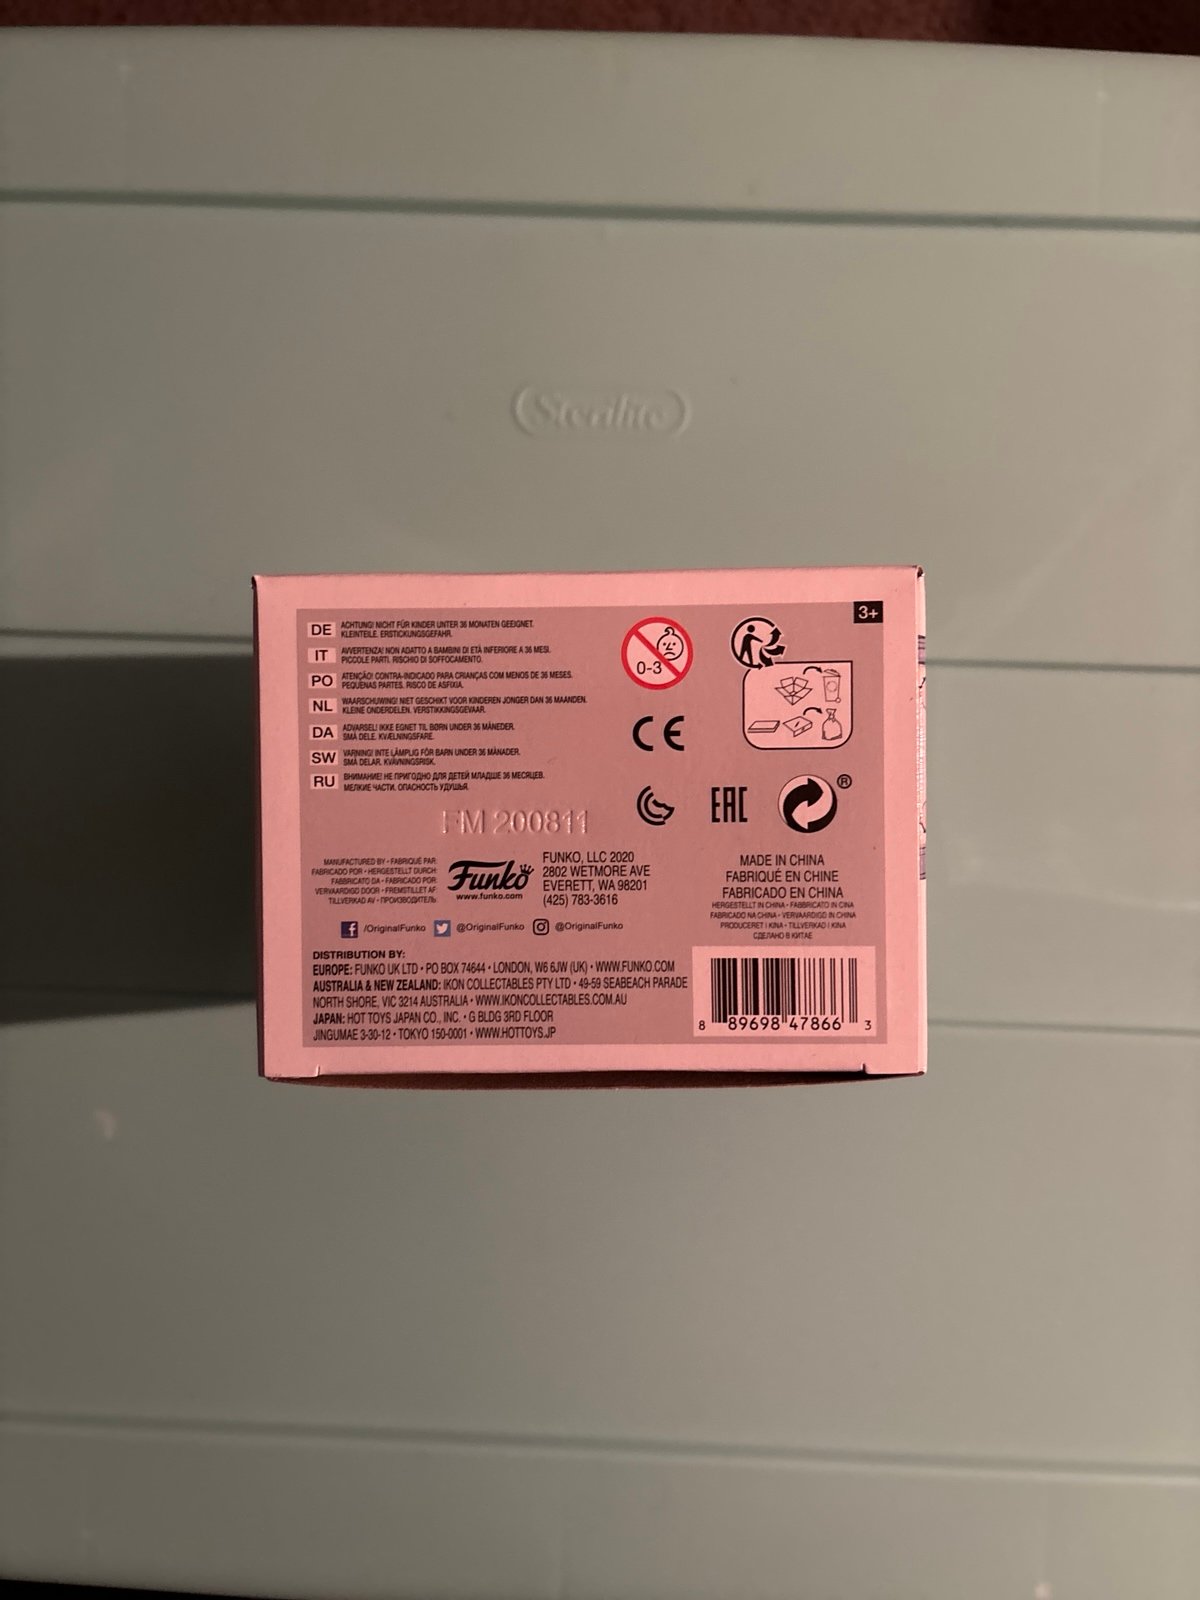 Sterilite
3+
DE ACHTUNG! NICHT FÜR KINDER UNTER 36 MONATEN GEEIGNET.
KLEINTEILE. ERSTICKUNGSGEFAHR.
IT AVVERTENZA! NON ADATTO A BAMBINI DI ETÀ INFERIORE A 36 MESI.
PICCOLE PARTI. RISCHIO DI SOFFOCAMENTO.
PO ATENÇÃO! CONTRA-INDICADO PARA CRIANÇAS COM MENOS DE 36 MESES.
PEQUENAS PARTES. RISCO DE ASFIXIA.
NL WAARSCHUWING! NIET GESCHIKT VOOR KINDEREN JONGER DAN 36 MAANDEN.
KLEINE ONDERDELEN. VERSTIKKINGSGEVAAR.
DA ADVARSEL! IKKE EGNET TIL BØRN UNDER 36 MÅNEDER.
SMÅ DELE. KVÆLNINGSFARE.
SW VARNING! INTE LÄMPLIG FÖR BARN UNDER 36 MÅNADER.
SMÅ DELAR. KVÄVNINGSRISK.
RU ВНИМАНИЕ! НЕ ПРИГОДНО ДЛЯ ДЕТЕЙ МЛАДШЕ 36 МЕСЯЦЕВ.
МЕЛКИЕ ЧАСТИ. ОПАСНОСТЬ УДУШЬЯ.
0-3
CE
EAC
®
FM 200811
MANUFACTURED BY • FABRIQUÉ PAR:
FABRICADO POR • HERGESTELLT DURCH:
FABBRICATO DA • FABRICADO POR:
VERVAARDIGD DOOR • FREMSTILLET AF:
TILLVERKAD AV • ПРОИЗВОДИТЕЛЬ:
Funko
www.funko.com
FUNKO, LLC 2020
2802 WETMORE AVE
EVERETT, WA 98201
(425) 783-3616
/OriginalFunko @OriginalFunko @OriginalFunko
MADE IN CHINA
FABRIQUÉ EN CHINE
FABRICADO EN CHINA
HERGESTELLT IN CHINA • FABBRICATO IN CINA
FABRICADO NA CHINA • VERVAARDIGD IN CHINA
PRODUCERET I KINA • TILLVERKAD I KINA
СДЕЛАНО В КИТАЕ
DISTRIBUTION BY:
EUROPE: FUNKO UK LTD • PO BOX 74644 • LONDON, W6 6JW (UK) • WWW.FUNKO.COM
AUSTRALIA & NEW ZEALAND: IKON COLLECTABLES PTY LTD • 49-59 SEABEACH PARADE
NORTH SHORE, VIC 3214 AUSTRALIA • WWW.IKONCOLLECTABLES.COM.AU
JAPAN: HOT TOYS JAPAN CO., INC. • G BLDG 3RD FLOOR
JINGUMAE 3-30-12 • TOKYO 150-0001 • WWW.HOTTOYS.JP
8 89698 47866 3